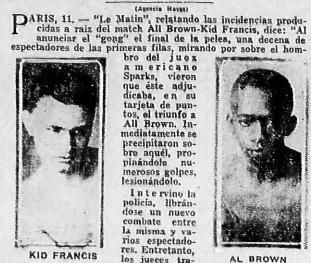 (Agencia Havas)
PARIS, 11. — "Le Matin", relatando las incidencias produ-
cidas a raíz del match All Brown-Kid Francis, dice: "Al
anunciar el "gong" el final de la pelea, una docena de
espectadores de las primeras filas, mirando por sobre el hom-
bro del juez
americano
Sparks, vieron
que éste adju-
dicaba, en su
tarjeta de pun-
tos, el triunfo a
All Brown. In-
mediatamente se
precipitaron so-
bre aquél, pro-
pinándole nu-
merosos golpes,
lesionándolo.
Intervino la
policía, librán-
dose un nuevo
combate entre
la misma y va-
rios espectado-
res. Entretanto,
los jueces tra-
KID FRANCIS
AL BROWN